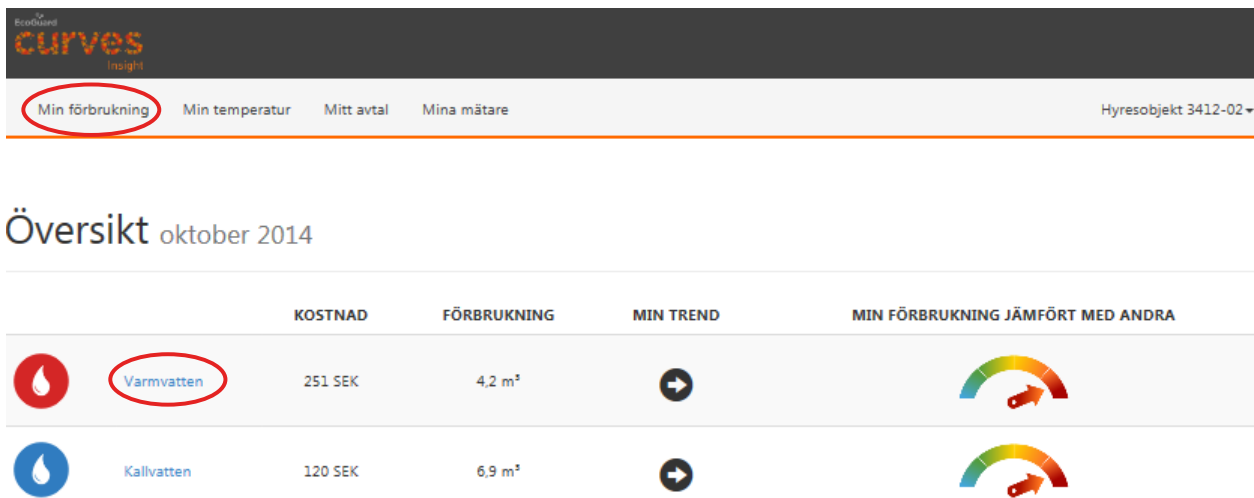 EcoGuard
curves
Insight
Min förbrukning Min temperatur Mitt avtal Mina mätare Hyresobjekt 3412-02
Översikt oktober 2014
KOSTNAD FÖRBRUKNING MIN TREND MIN FÖRBRUKNING JÄMFÖRT MED ANDRA
Varmvatten 251 SEK 4,2 m³
Kallvatten 120 SEK 6,9 m³